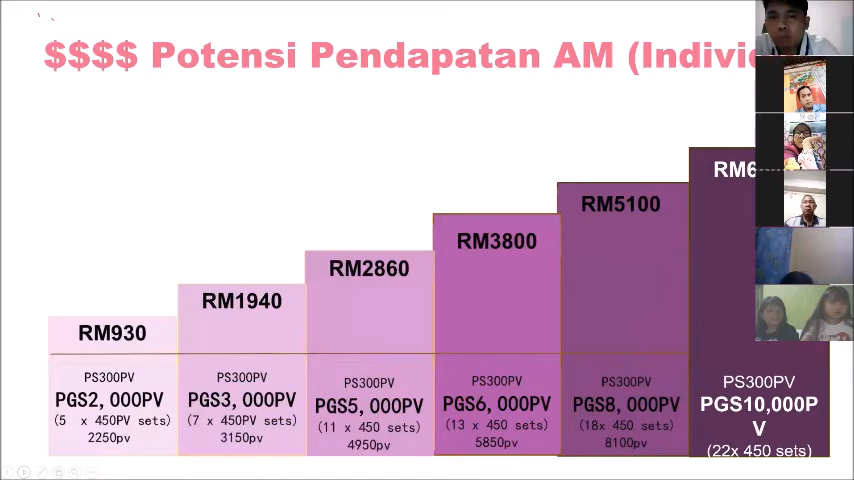 $$$$ Potensi Pendapatan AM
RM930
PS300PV
PGS2,000PV
(5 x 450PV sets)
2250pv
RM1940
PS300PV
PGS3,000PV
(7 x 450PV sets)
3150pv
RM2860
PS300PV
PGS5,000PV
(11 x 450 sets)
4950pv
RM3800
PS300PV
PGS6,000PV
(13 x 450 sets)
5850pv
RM5100
PS300PV
PGS8,000PV
(18x 450 sets)
8100pv
PS300PV
PGS10,000P
V
(22x 450 sets)